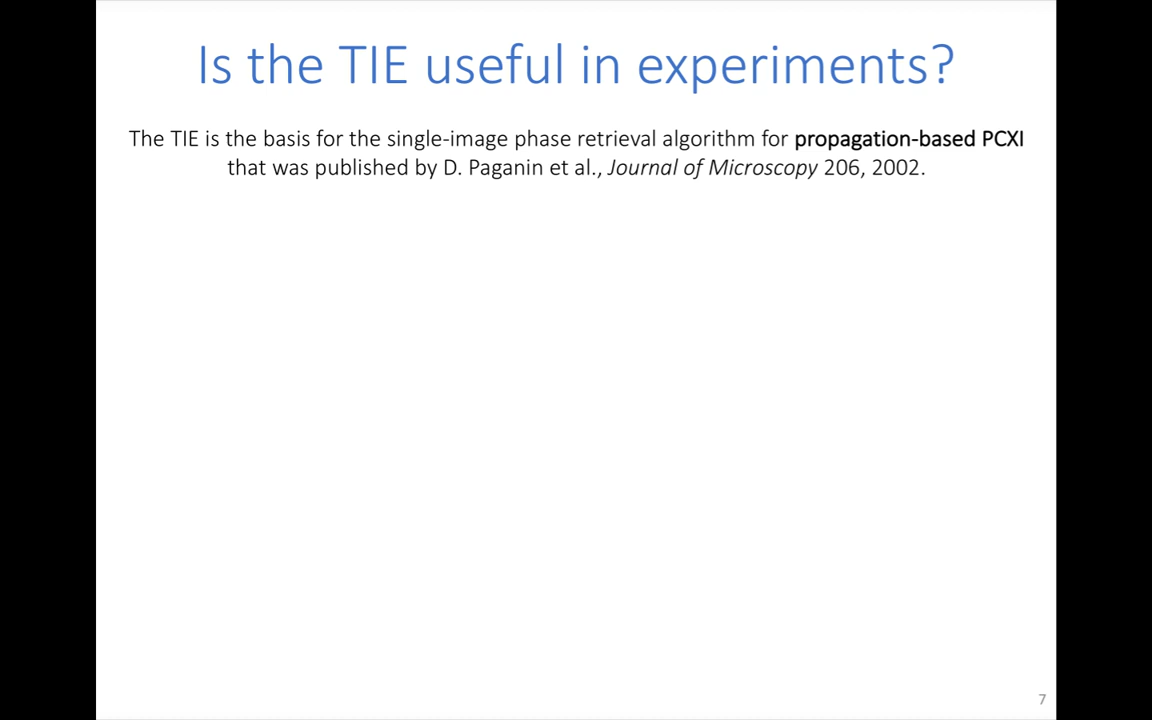 Is the TIE useful in experiments?
The TIE is the basis for the single-image phase retrieval algorithm for propagation-based PCXI
that was published by D. Paganin et al., Journal of Microscopy 206, 2002.
7